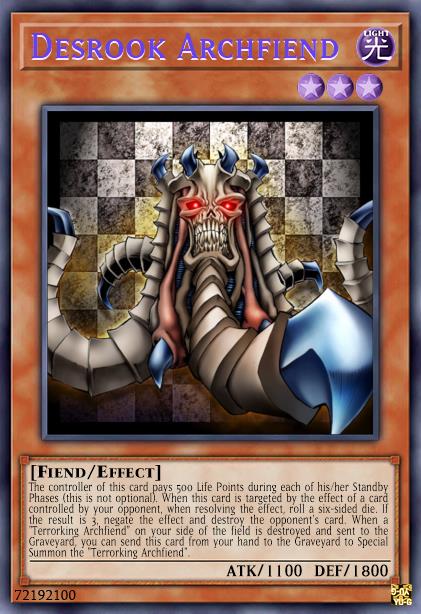 Desrook Archfiend
LIGHT
光
[Fiend/Effect]
The controller of this card pays 500 Life Points during each of his/her Standby
Phases (this is not optional). When this card is targeted by the effect of a card
controlled by your opponent, when resolving the effect, roll a six-sided die. If
the result is 3, negate the effect and destroy the opponent's card. When a
"Terrorking Archfiend" on your side of the field is destroyed and sent to the
Graveyard, you can send this card from your hand to the Graveyard to Special
Summon the "Terrorking Archfiend".
ATK/1100 DEF/1800
72192100